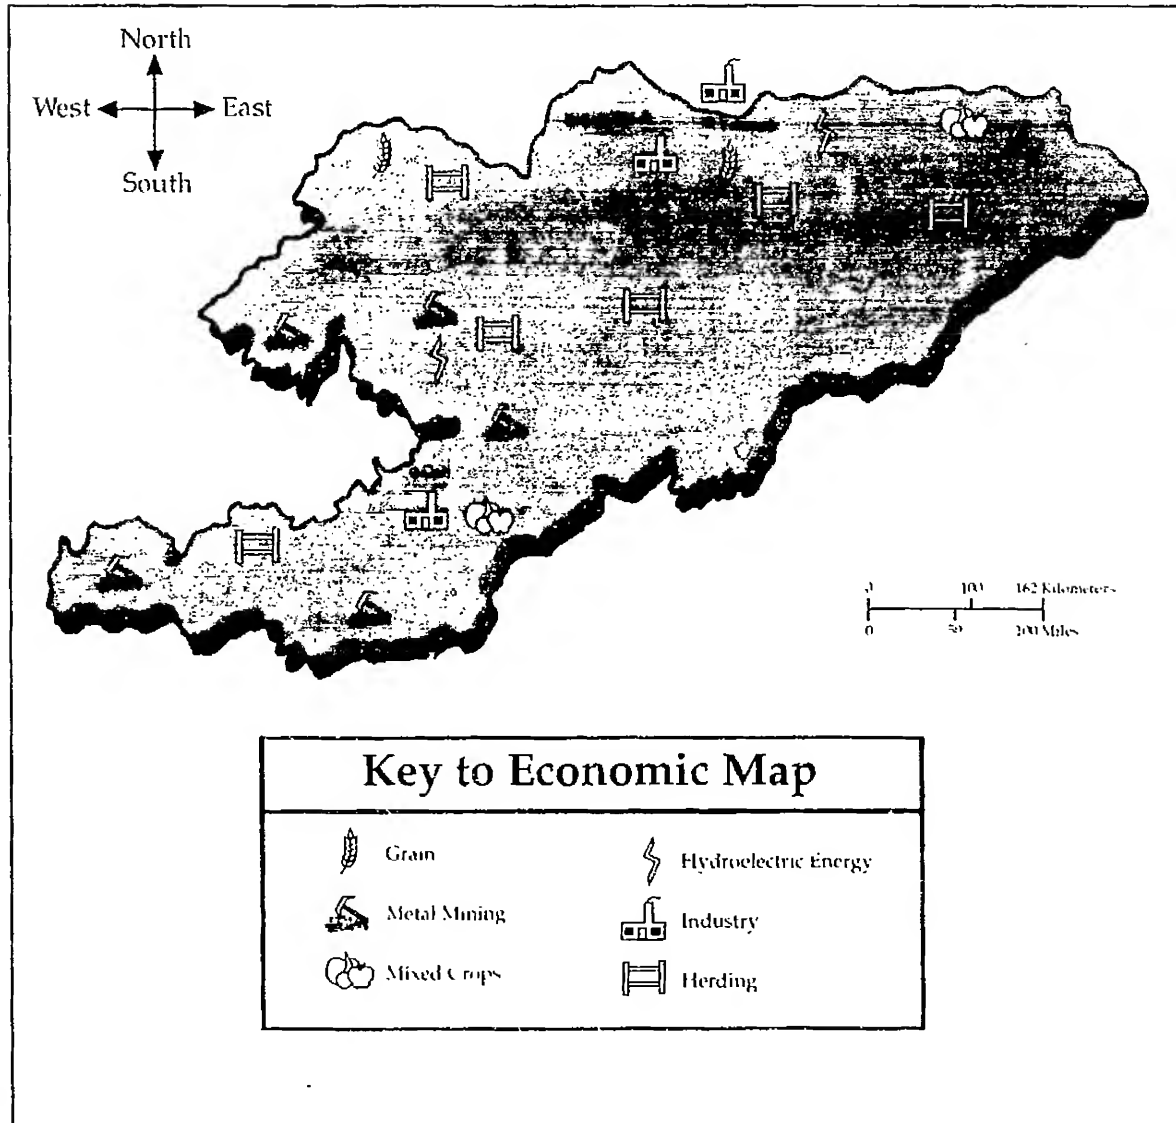 North
West East
South
0 100 162 Kilometers
0 50 100 Miles
Key to Economic Map
Grain
Hydroelectric Energy
Metal Mining
Industry
Mixed Crops
Herding